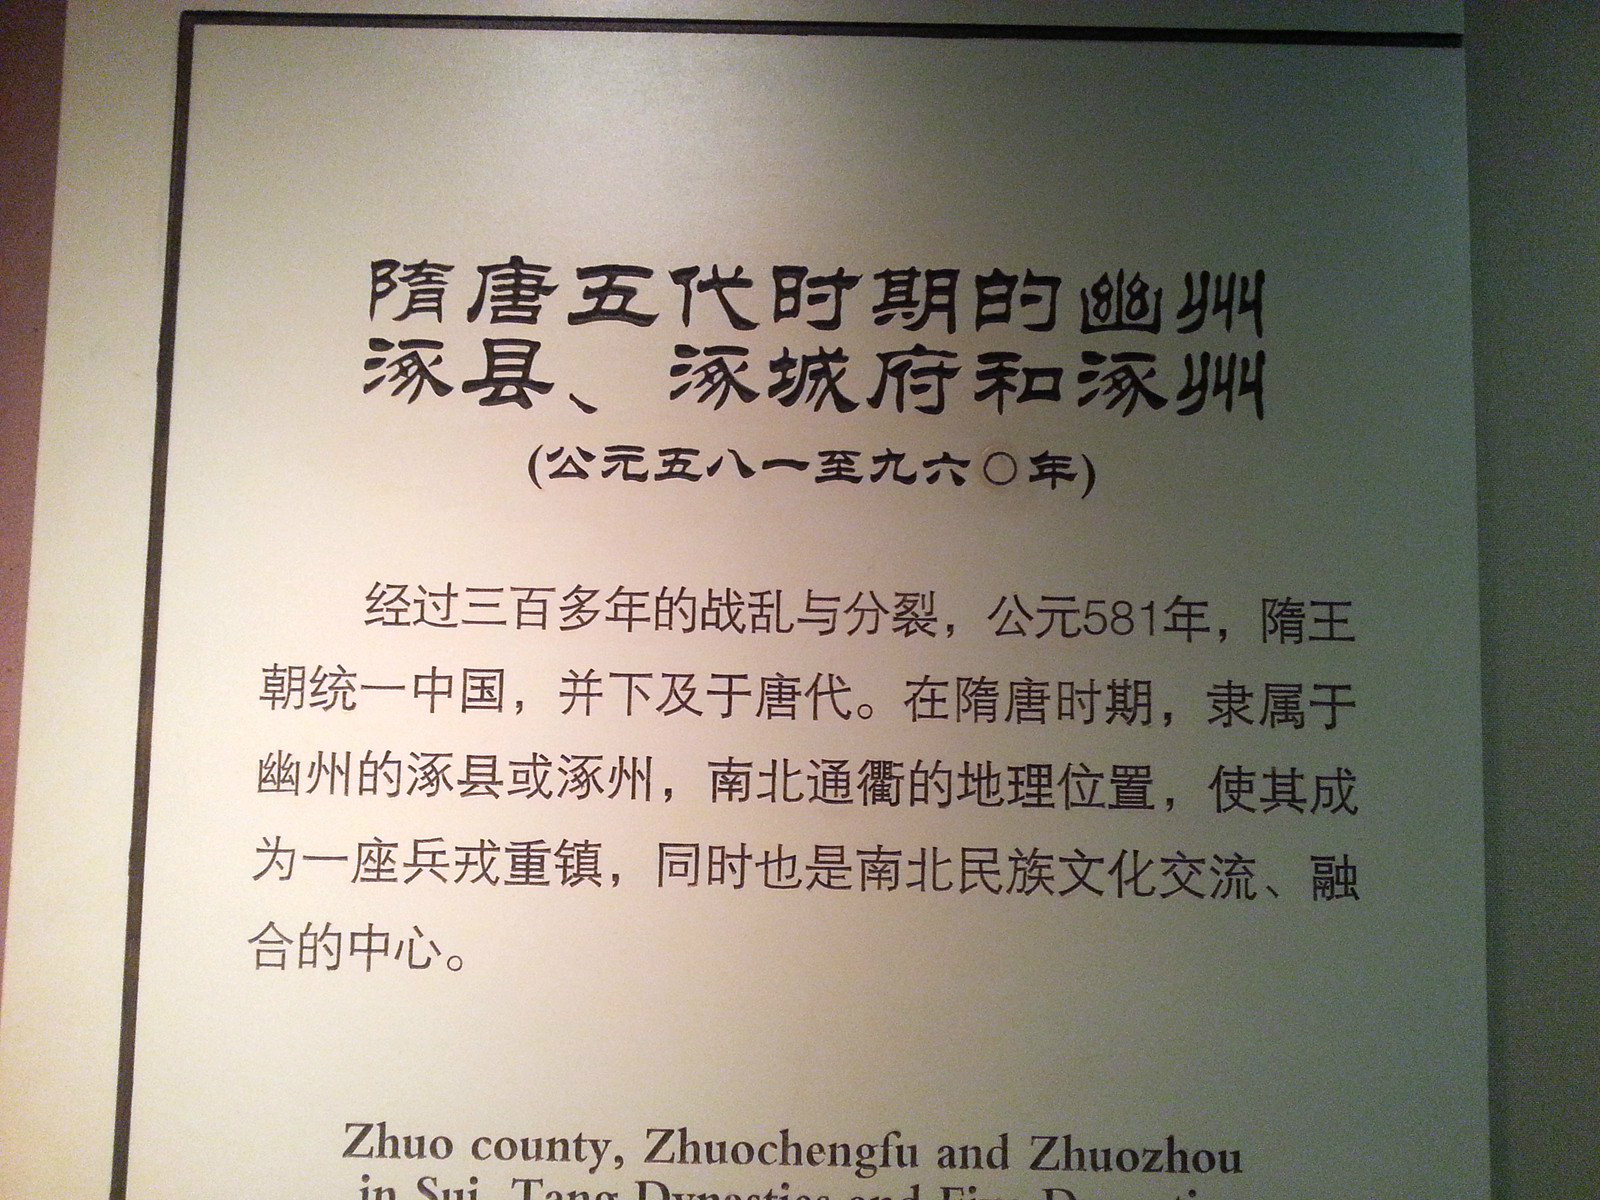 隋唐五代时期的幽州
涿县、涿城府和涿州
(公元五八一至九六〇年)
经过三百多年的战乱与分裂，公元581年，隋王
朝统一中国，并下及于唐代。在隋唐时期，隶属于
幽州的涿县或涿州，南北通衢的地理位置，使其成
为一座兵戎重镇，同时也是南北民族文化交流、融
合的中心。
Zhuo county, Zhuochengfu and Zhuozhou
in Sui, Tang Dynasties and Five